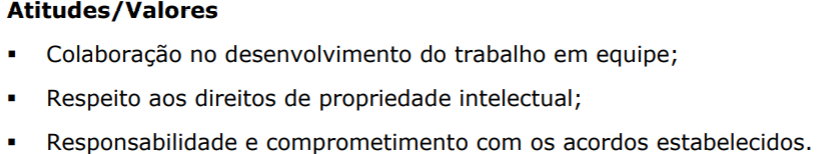 Atitudes/Valores
▪ Colaboração no desenvolvimento do trabalho em equipe;
▪ Respeito aos direitos de propriedade intelectual;
▪ Responsabilidade e comprometimento com os acordos estabelecidos.